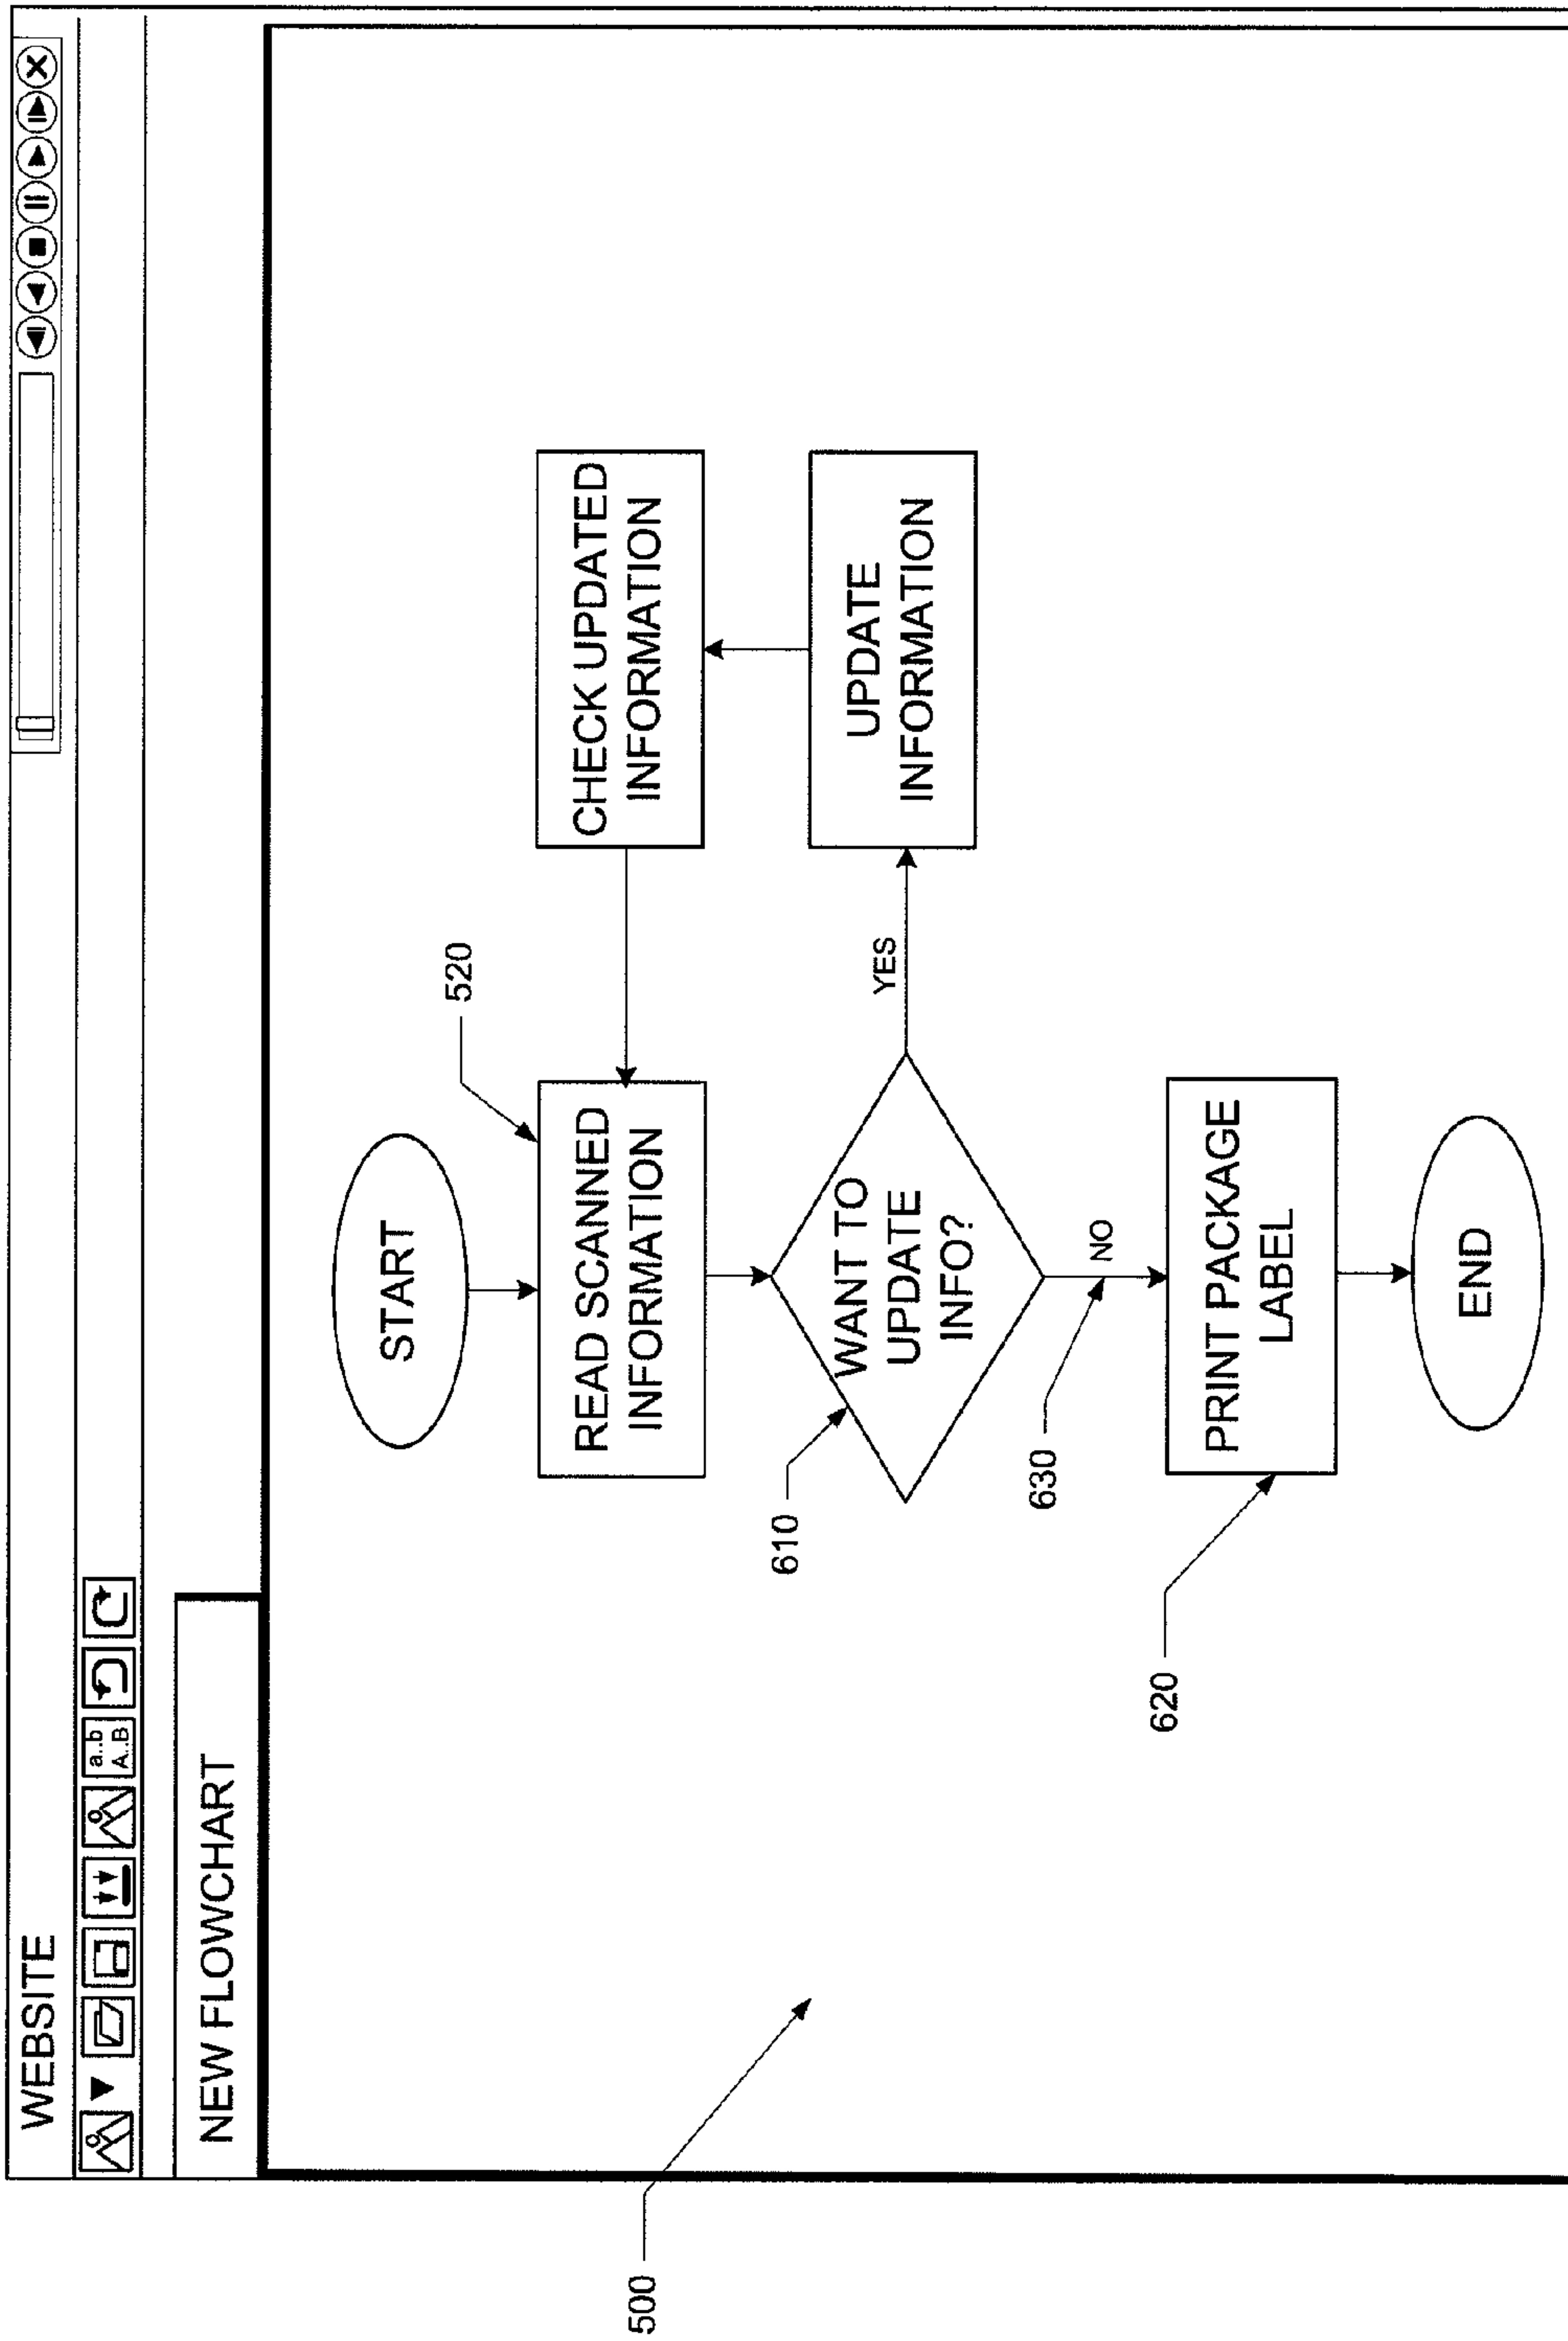 WEBSITE
a..b
A..B
NEW FLOWCHART
500
START
520
READ SCANNED
INFORMATION
CHECK UPDATED
INFORMATION
610
WANT TO
UPDATE
INFO?
YES
UPDATE
INFORMATION
630
NO
620
PRINT PACKAGE
LABEL
END